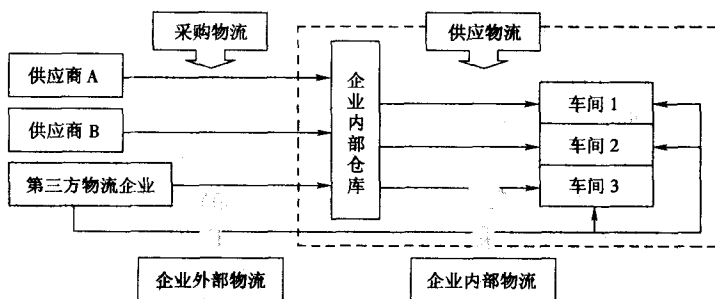 采购物流
供应物流
供应商 A
供应商 B
第三方物流企业
企业内部仓库
车间 1
车间 2
车间 3
企业外部物流
企业内部物流